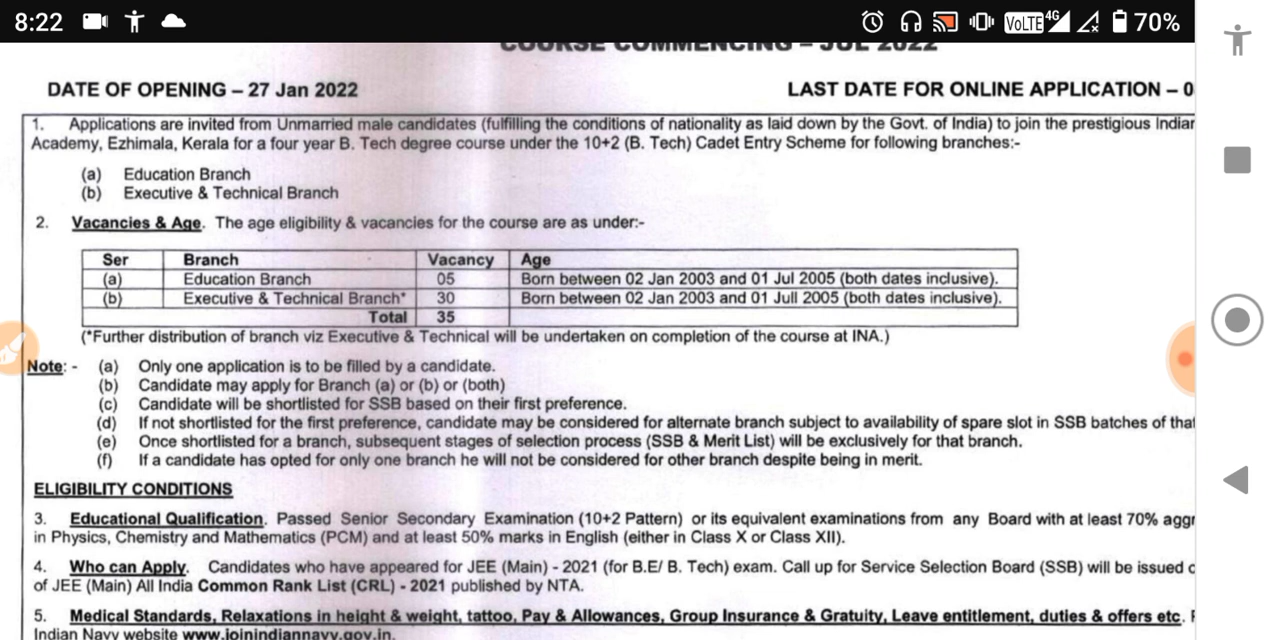 8:22 VoLTE 4G 70%
COURSE COMMENCING – JUL 2022
DATE OF OPENING – 27 Jan 2022 LAST DATE FOR ONLINE APPLICATION – 0
1. Applications are invited from Unmarried male candidates (fulfilling the conditions of nationality as laid down by the Govt. of India) to join the prestigious Indian
Academy, Ezhimala, Kerala for a four year B. Tech degree course under the 10+2 (B. Tech) Cadet Entry Scheme for following branches:-
(a) Education Branch
(b) Executive & Technical Branch
2. Vacancies & Age. The age eligibility & vacancies for the course are as under:-
Ser Branch Vacancy Age
(a) Education Branch 05 Born between 02 Jan 2003 and 01 Jul 2005 (both dates inclusive).
(b) Executive & Technical Branch* 30 Born between 02 Jan 2003 and 01 Jull 2005 (both dates inclusive).
Total 35
(*Further distribution of branch viz Executive & Technical will be undertaken on completion of the course at INA.)
Note: - (a) Only one application is to be filled by a candidate.
(b) Candidate may apply for Branch (a) or (b) or (both)
(c) Candidate will be shortlisted for SSB based on their first preference.
(d) If not shortlisted for the first preference, candidate may be considered for alternate branch subject to availability of spare slot in SSB batches of that
(e) Once shortlisted for a branch, subsequent stages of selection process (SSB & Merit List) will be exclusively for that branch.
(f) If a candidate has opted for only one branch he will not be considered for other branch despite being in merit.
ELIGIBILITY CONDITIONS
3. Educational Qualification. Passed Senior Secondary Examination (10+2 Pattern) or its equivalent examinations from any Board with at least 70% aggr
in Physics, Chemistry and Mathematics (PCM) and at least 50% marks in English (either in Class X or Class XII).
4. Who can Apply. Candidates who have appeared for JEE (Main) - 2021 (for B.E/ B. Tech) exam. Call up for Service Selection Board (SSB) will be issued
of JEE (Main) All India Common Rank List (CRL) - 2021 published by NTA.
5. Medical Standards, Relaxations in height & weight, tattoo, Pay & Allowances, Group Insurance & Gratuity, Leave entitlement, duties & offers etc.
Indian Navy website www.joinindiannavy.gov.in.